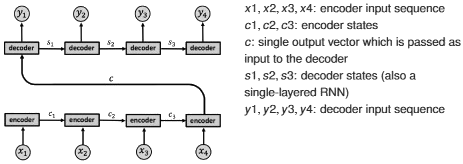 y1 y2 y3 y4
decoder s1 decoder s2 decoder s3 decoder
c
encoder c1 encoder c2 encoder c3 encoder
x1 x2 x3 x4
x1, x2, x3, x4: encoder input sequence
c1, c2, c3: encoder states
c: single output vector which is passed as
input to the decoder
s1, s2, s3: decoder states (also a
single-layered RNN)
y1, y2, y3, y4: decoder input sequence